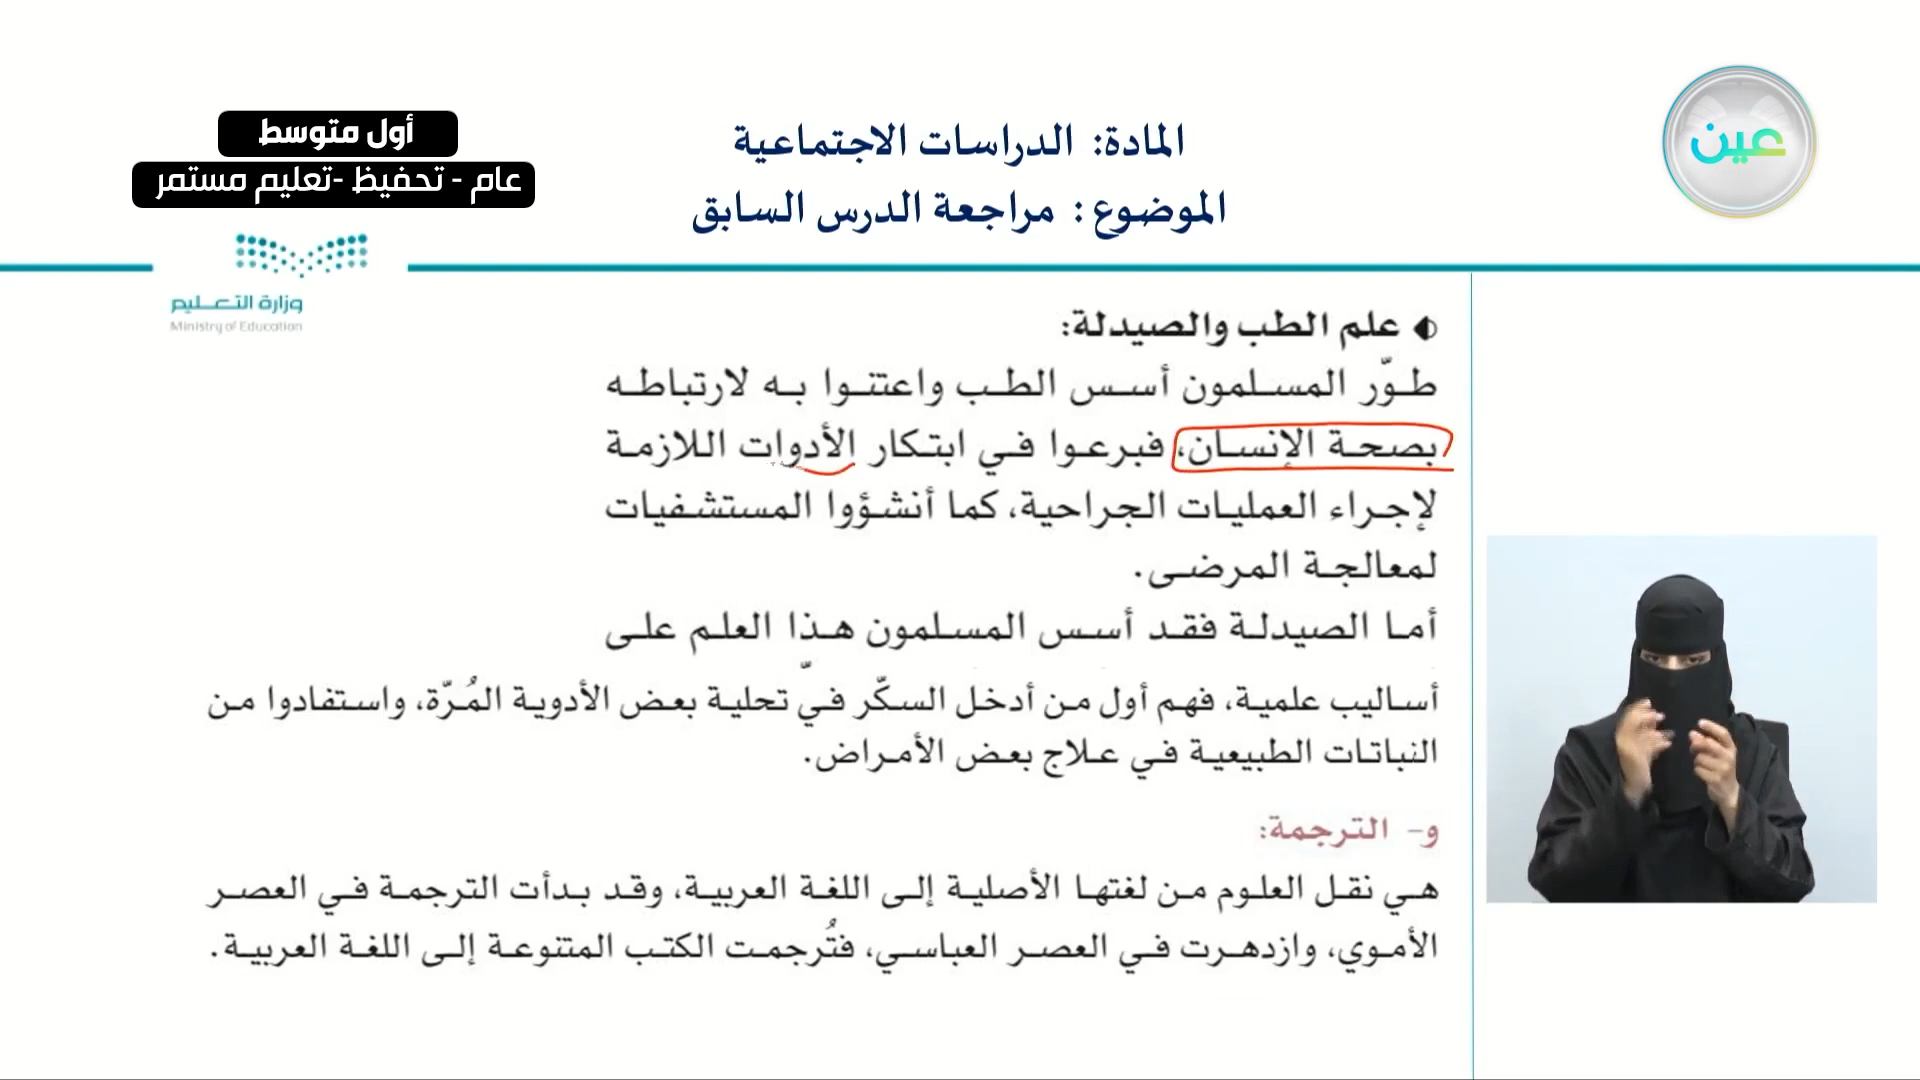 أول متوسط
عام - تحفيظ -تعليم مستمر
المادة: الدراسات الاجتماعية
الموضوع: مراجعة الدرس السابق
عين
وزارة التعليم
Ministry of Education
علم الطب والصيدلة:
طوّر المسلمون أسس الطب واعتنوا به لارتباطه
بصحة الإنسان، فبرعوا في ابتكار الأدوات اللازمة
لإجراء العمليات الجراحية، كما أنشؤوا المستشفيات
لمعالجة المرضى.
أما الصيدلة فقد أسس المسلمون هذا العلم على
أساليب علمية، فهم أول من أدخل السكّر في تحلية بعض الأدوية المُرّة، واستفادوا من
النباتات الطبيعية في علاج بعض الأمراض.
و- الترجمة:
هي نقل العلوم من لغتها الأصلية إلى اللغة العربية، وقد بدأت الترجمة في العصر
الأموي، وازدهرت في العصر العباسي، فتُرجمت الكتب المتنوعة إلى اللغة العربية.